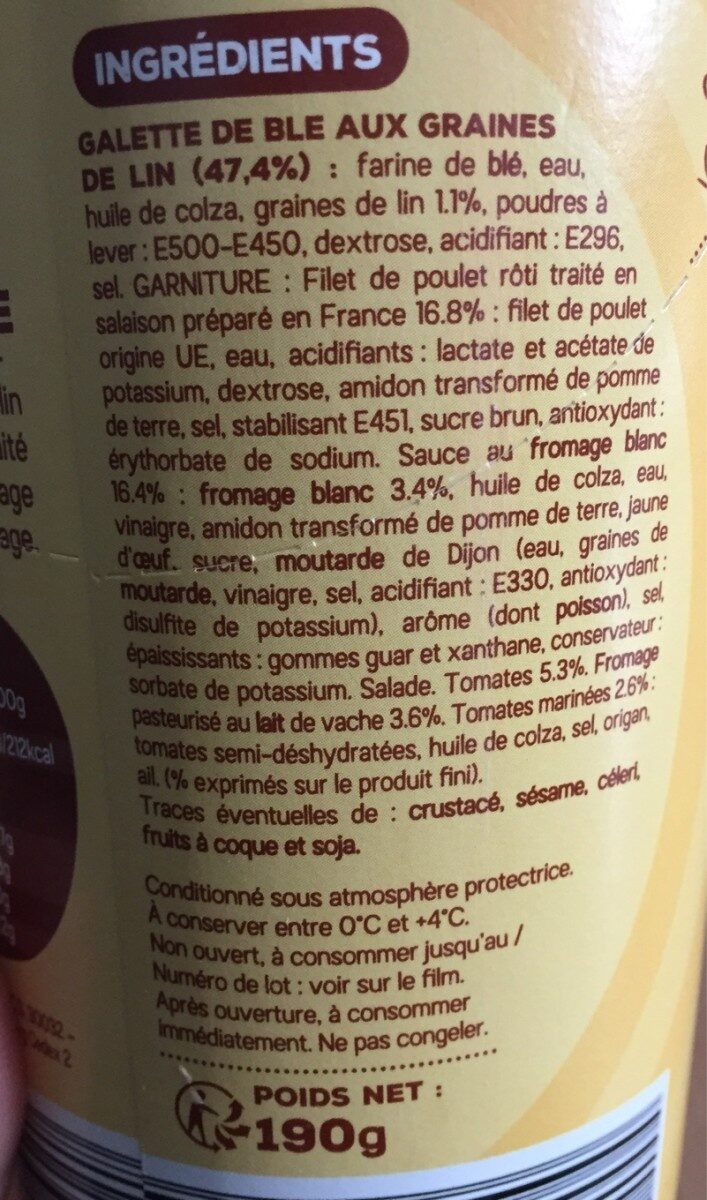 INGRÉDIENTS
GALETTE DE BLE AUX GRAINES
DE LIN (47,4%) : farine de blé, eau,
huile de colza, graines de lin 1.1%, poudres à
lever : E500-E450, dextrose, acidifiant : E296,
sel. GARNITURE : Filet de poulet rôti traité en
salaison préparé en France 16.8% : filet de poulet
origine UE, eau, acidifiants : lactate et acétate de
potassium, dextrose, amidon transformé de pomme
de terre, sel, stabilisant E451, sucre brun, antioxydant :
érythorbate de sodium. Sauce au fromage blanc
16.4% : fromage blanc 3.4%, huile de colza, eau,
vinaigre, amidon transformé de pomme de terre, jaune
d'œuf. sucre, moutarde de Dijon (eau, graines de
moutarde, vinaigre, sel, acidifiant : E330, antioxydant :
disulfite de potassium), arôme (dont poisson), sel,
épaississants : gommes guar et xanthane, conservateur :
sorbate de potassium. Salade. Tomates 5.3%. Fromage
pasteurisé au lait de vache 3.6%. Tomates marinées 2.6% :
tomates semi-déshydratées, huile de colza, sel, origan,
ail. (% exprimés sur le produit fini).
Traces éventuelles de : crustacé, sésame, céleri,
fruits à coque et soja.
Conditionné sous atmosphère protectrice.
À conserver entre 0°C et +4°C.
Non ouvert, à consommer jusqu'au /
Numéro de lot : voir sur le film.
Après ouverture, à consommer
immédiatement. Ne pas congeler.
POIDS NET :
190g
/212kcal